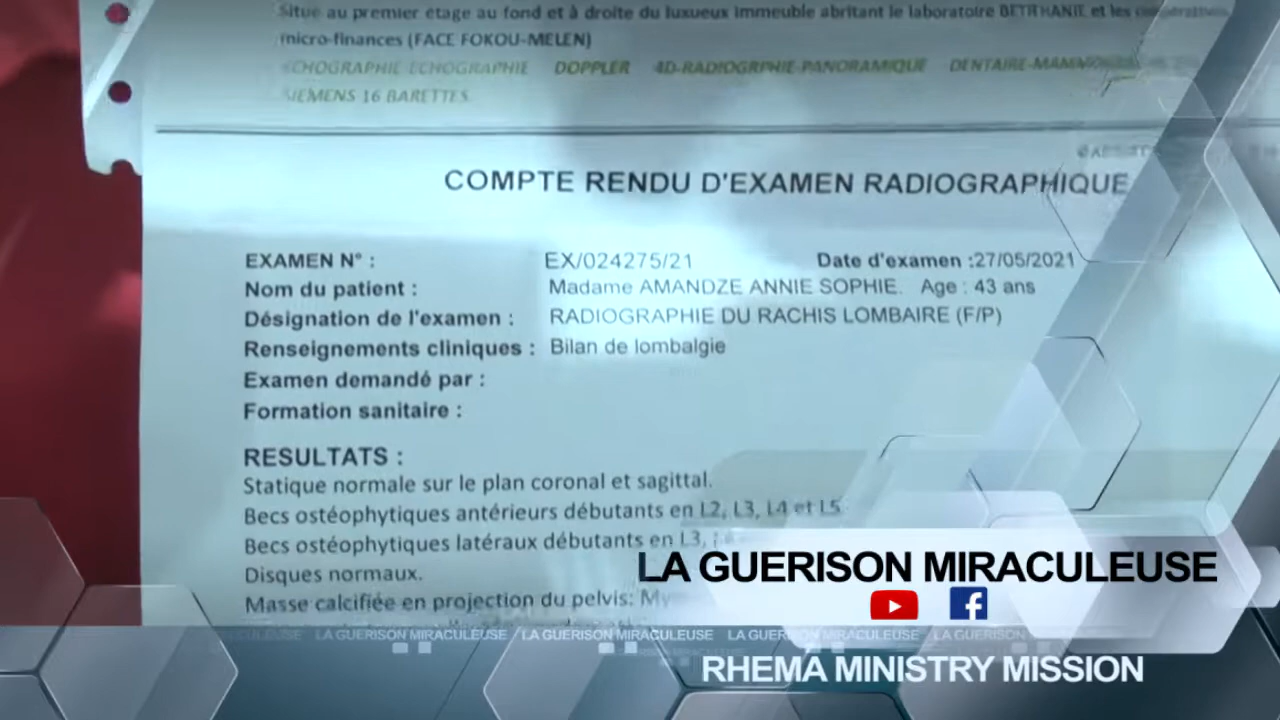 Situe au premier etage au fond et à droite du luxueux immeuble abritant le laboratoire BETHANIE et les
micro-finances (FACE FOKOU-MELEN)
ECHOGRAPHIE ECHOGRAPHIE DOPPLER 4D-RADIOGRPHIE-PANORAMIQUE DENTAIRE-
SIEMENS 16 BARETTES
COMPTE RENDU D'EXAMEN RADIOGRAPHIQUE
EXAMEN N° : EX/024275/21 Date d'examen :27/05/2021
Nom du patient : Madame AMANDZE ANNIE SOPHIE. Age : 43 ans
Désignation de l'examen : RADIOGRAPHIE DU RACHIS LOMBAIRE (F/P)
Renseignements cliniques : Bilan de lombalgie
Examen demandé par :
Formation sanitaire :
RESULTATS :
Statique normale sur le plan coronal et sagittal.
Becs ostéophytiques antérieurs débutants en L2, L3, L4 et L5
Becs ostéophytiques latéraux débutants en L3,
Disques normaux.
Masse calcifiée en projection du pelvis:
LA GUERISON MIRACULEUSE
LA GUERISON MIRACULEUSE LA GUERISON MIRACULEUSE LA GUERISON MIRACULEUSE LA GUERISON
RHEMA MINISTRY MISSION